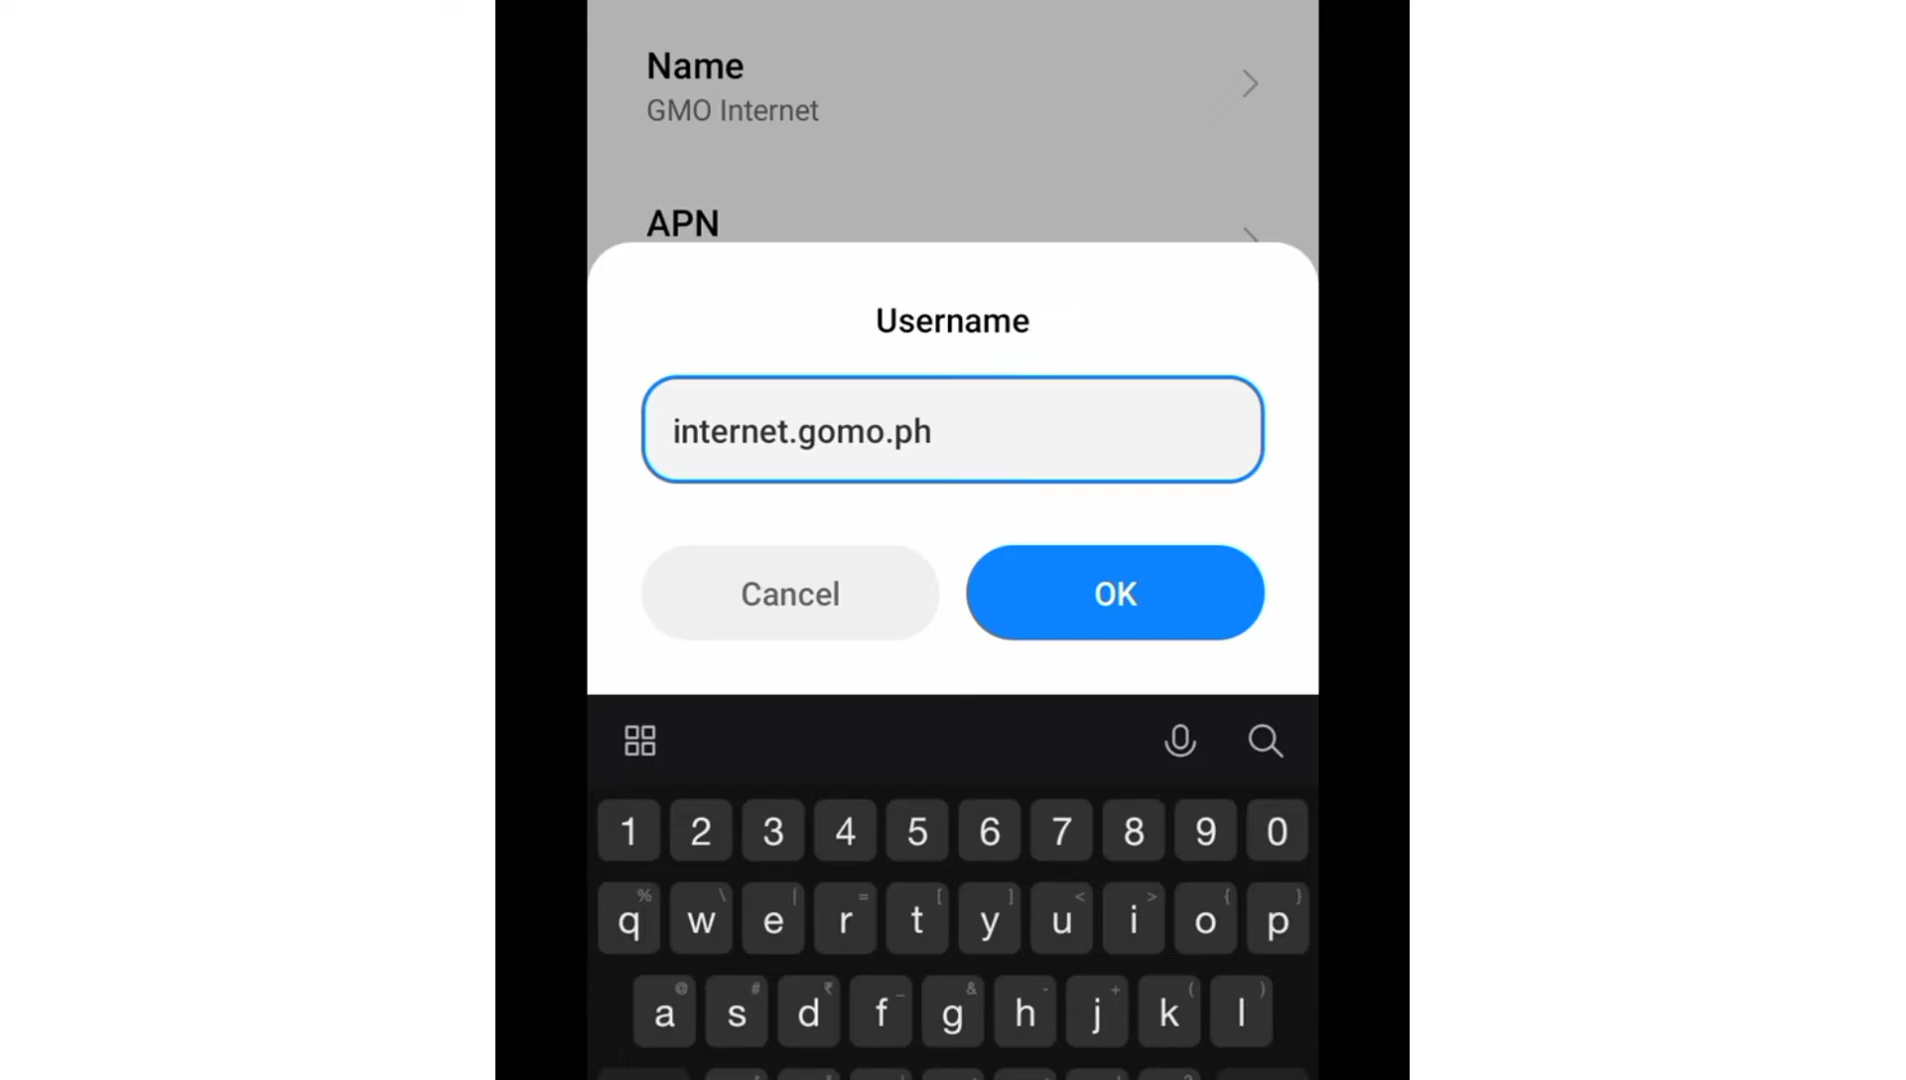 Name
GMO Internet
APN
Username
internet.gomo.ph
Cancel OK
1 2 3 4 5 6 7 8 9 0
% \ | = [ ] < > { }
q w e r t y u i o p
@ # ₹ _ & - + ( )
a s d f g h j k l